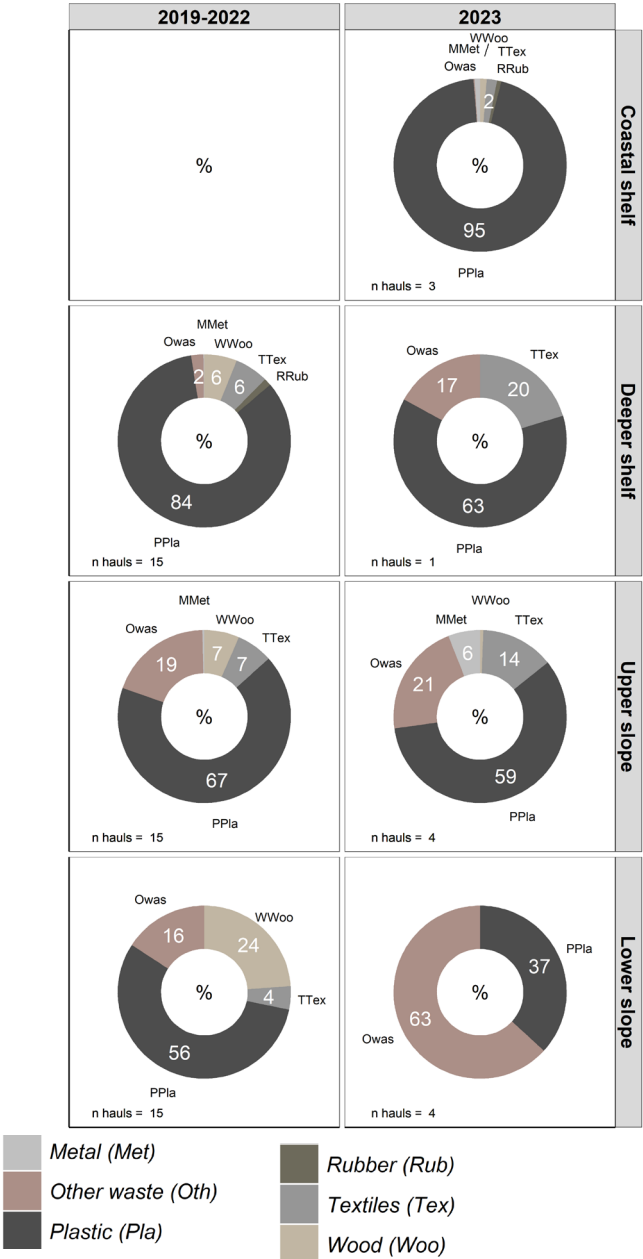 2019-2022
2023
Coastal shelf
%
WWoo
MMet / TTex
Owas RRub
2
%
95
PPla
n hauls = 3
Deeper shelf
MMet
Owas WWoo
TTex
RRub
2 6 6
%
84
PPla
n hauls = 15
Owas TTex
17 20
%
63
PPla
n hauls = 1
Upper slope
MMet
Owas WWoo
TTex
19 7 7
%
67
PPla
n hauls = 15
WWoo
MMet TTex
Owas
6 14
21
%
59
PPla
n hauls = 4
Lower slope
Owas
WWoo
16 24
%
4
TTex
56
PPla
n hauls = 15
PPla
37
%
63
Owas
n hauls = 4
Metal (Met)
Other waste (Oth)
Plastic (Pla)
Rubber (Rub)
Textiles (Tex)
Wood (Woo)